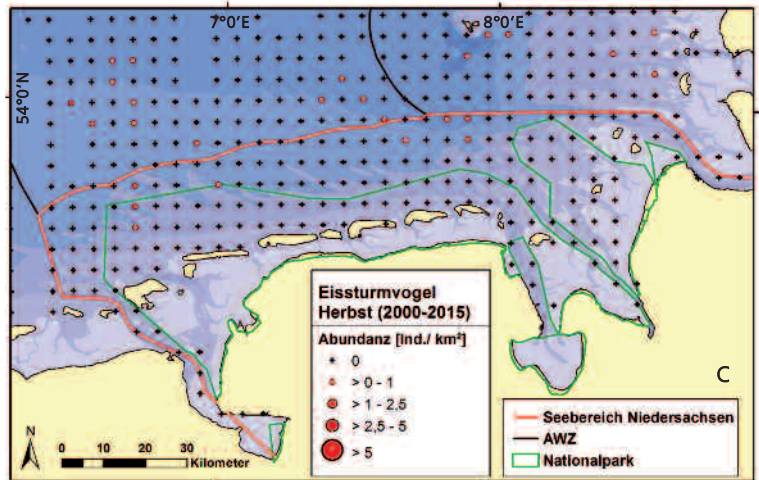 7°0'E 8°0'E
54°0'N
Eissturmvogel
Herbst (2000-2015)
Abundanz [Ind./ km²]
0
> 0 - 1
> 1 - 2,5
> 2,5 - 5
> 5
C
Seebereich Niedersachsen
AWZ
Nationalpark
N
0 10 20 30
Kilometer